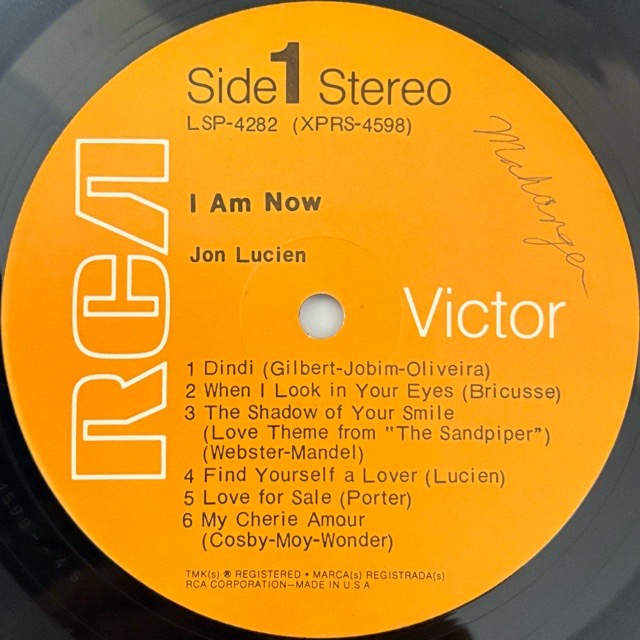 Side 1 Stereo
LSP-4282 (XPRS-4598)
I Am Now
Jon Lucien
RCA
Victor
1 Dindi (Gilbert-Jobim-Oliveira)
2 When I Look in Your Eyes (Bricusse)
3 The Shadow of Your Smile
(Love Theme from "The Sandpiper")
(Webster-Mandel)
4 Find Yourself a Lover (Lucien)
5 Love for Sale (Porter)
6 My Cherie Amour
(Cosby-Moy-Wonder)
TMK(s) ® REGISTERED • MARCA(s) REGISTRADA(s)
RCA CORPORATION—MADE IN U.S.A.